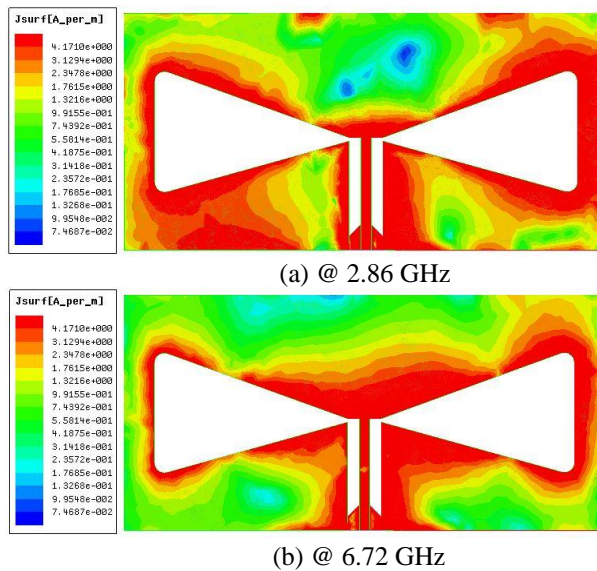 Jsurf[A_per_m]
4.1710e+000
3.1294e+000
2.3478e+000
1.7615e+000
1.3216e+000
9.9155e-001
7.4392e-001
5.5814e-001
4.1875e-001
3.1418e-001
2.3572e-001
1.7685e-001
1.3268e-001
9.9548e-002
7.4687e-002
(a) @ 2.86 GHz
Jsurf[A_per_m]
4.1710e+000
3.1294e+000
2.3478e+000
1.7615e+000
1.3216e+000
9.9155e-001
7.4392e-001
5.5814e-001
4.1875e-001
3.1418e-001
2.3572e-001
1.7685e-001
1.3268e-001
9.9548e-002
7.4687e-002
(b) @ 6.72 GHz